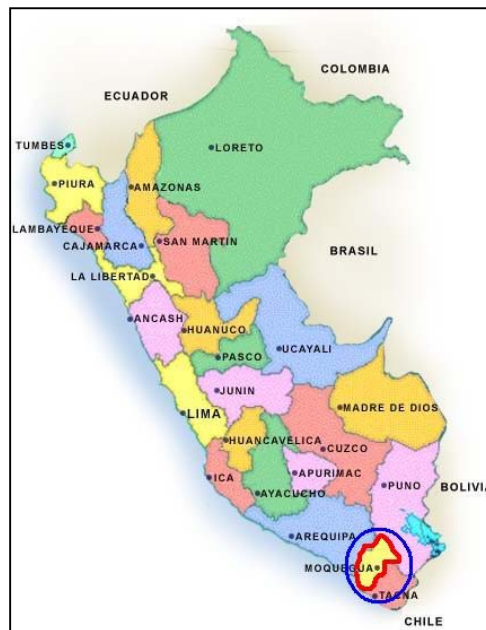 COLOMBIA
ECUADOR
TUMBES
LORETO
PIURA
AMAZONAS
LAMBAYEQUE
CAJAMARCA
SAN MARTIN
BRASIL
LA LIBERTAD
ANCASH
HUANUCO
UCAYALI
PASCO
JUNIN
LIMA
MADRE DE DIOS
HUANCAVELICA
CUZCO
ICA
APURIMAC
PUNO
AYACUCHO
BOLIVIA
AREQUIPA
MOQUEGUA
TACNA
CHILE